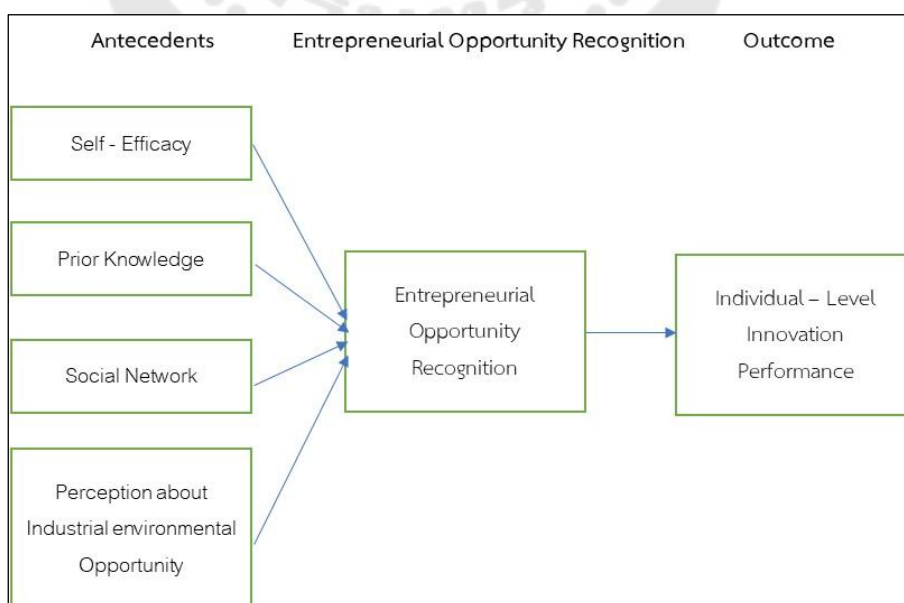 Antecedents
Entrepreneurial Opportunity Recognition
Outcome
Self - Efficacy
Prior Knowledge
Social Network
Perception about
Industrial environmental
Opportunity
Entrepreneurial
Opportunity
Recognition
Individual – Level
Innovation
Performance